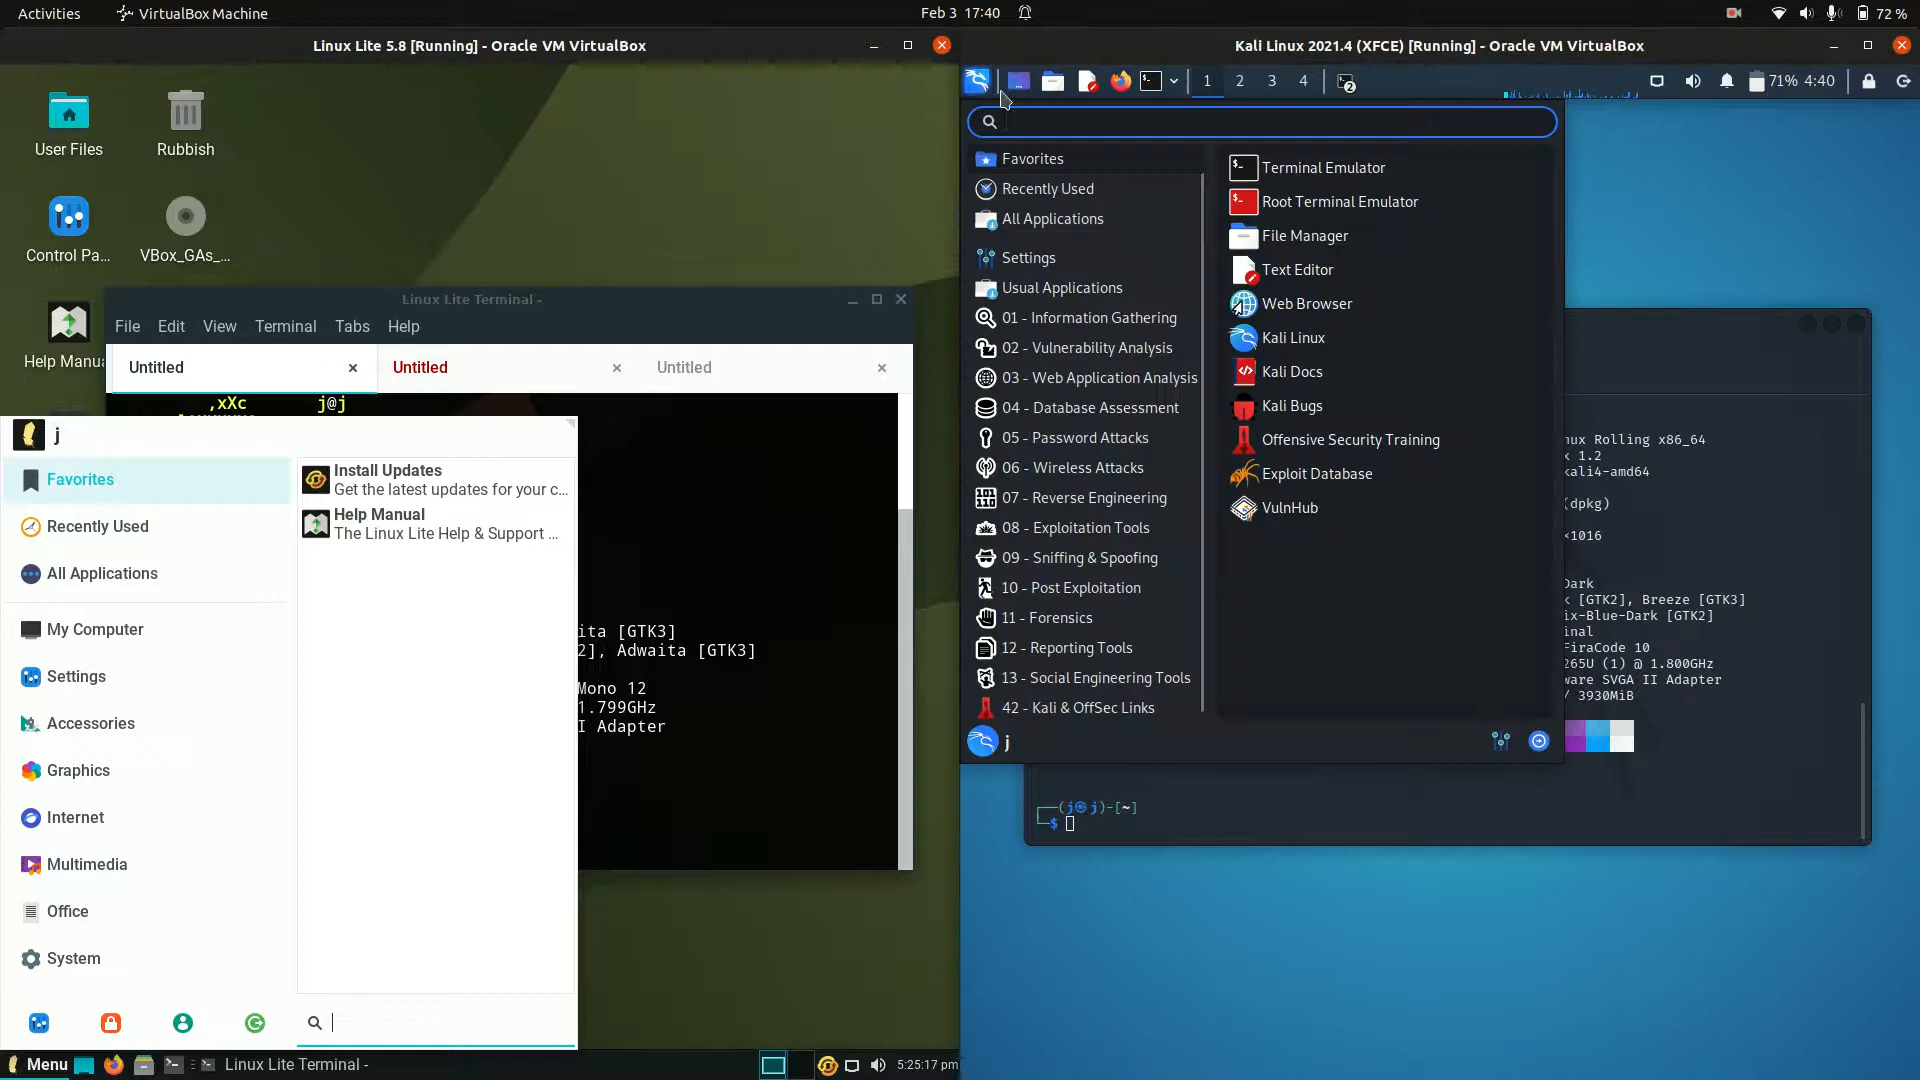 Activities
VirtualBox Machine
Feb 3 17:40
72 %
Linux Lite 5.8 [Running] - Oracle VM VirtualBox
User Files
Rubbish
Control Pa...
VBox_GAs_...
Help Manu
Linux Lite Terminal -
File Edit View Terminal Tabs Help
Untitled
Untitled
Untitled
,xXc j@j
ita [GTK3]
2], Adwaita [GTK3]
Mono 12
1.799GHz
I Adapter
j
Favorites
Recently Used
All Applications
My Computer
Settings
Accessories
Graphics
Internet
Multimedia
Office
System
Install Updates
Get the latest updates for your c...
Help Manual
The Linux Lite Help & Support ...
Menu
Linux Lite Terminal -
5:25:17 pm
Kali Linux 2021.4 (XFCE) [Running] - Oracle VM VirtualBox
1 2 3 4
2
71% 4:40
Favorites
Recently Used
All Applications
Settings
Usual Applications
01 - Information Gathering
02 - Vulnerability Analysis
03 - Web Application Analysis
04 - Database Assessment
05 - Password Attacks
06 - Wireless Attacks
07 - Reverse Engineering
08 - Exploitation Tools
09 - Sniffing & Spoofing
10 - Post Exploitation
11 - Forensics
12 - Reporting Tools
13 - Social Engineering Tools
42 - Kali & OffSec Links
j
Terminal Emulator
Root Terminal Emulator
File Manager
Text Editor
Web Browser
Kali Linux
Kali Docs
Kali Bugs
Offensive Security Training
Exploit Database
VulnHub
nux Rolling x86_64
x 1.2
kali4-amd64
(dpkg)
×1016
Dark
k [GTK2], Breeze [GTK3]
ix-Blue-Dark [GTK2]
inal
FiraCode 10
265U (1) @ 1.800GHz
ware SVGA II Adapter
/ 3930MiB
(j㉿j)-[~]
$